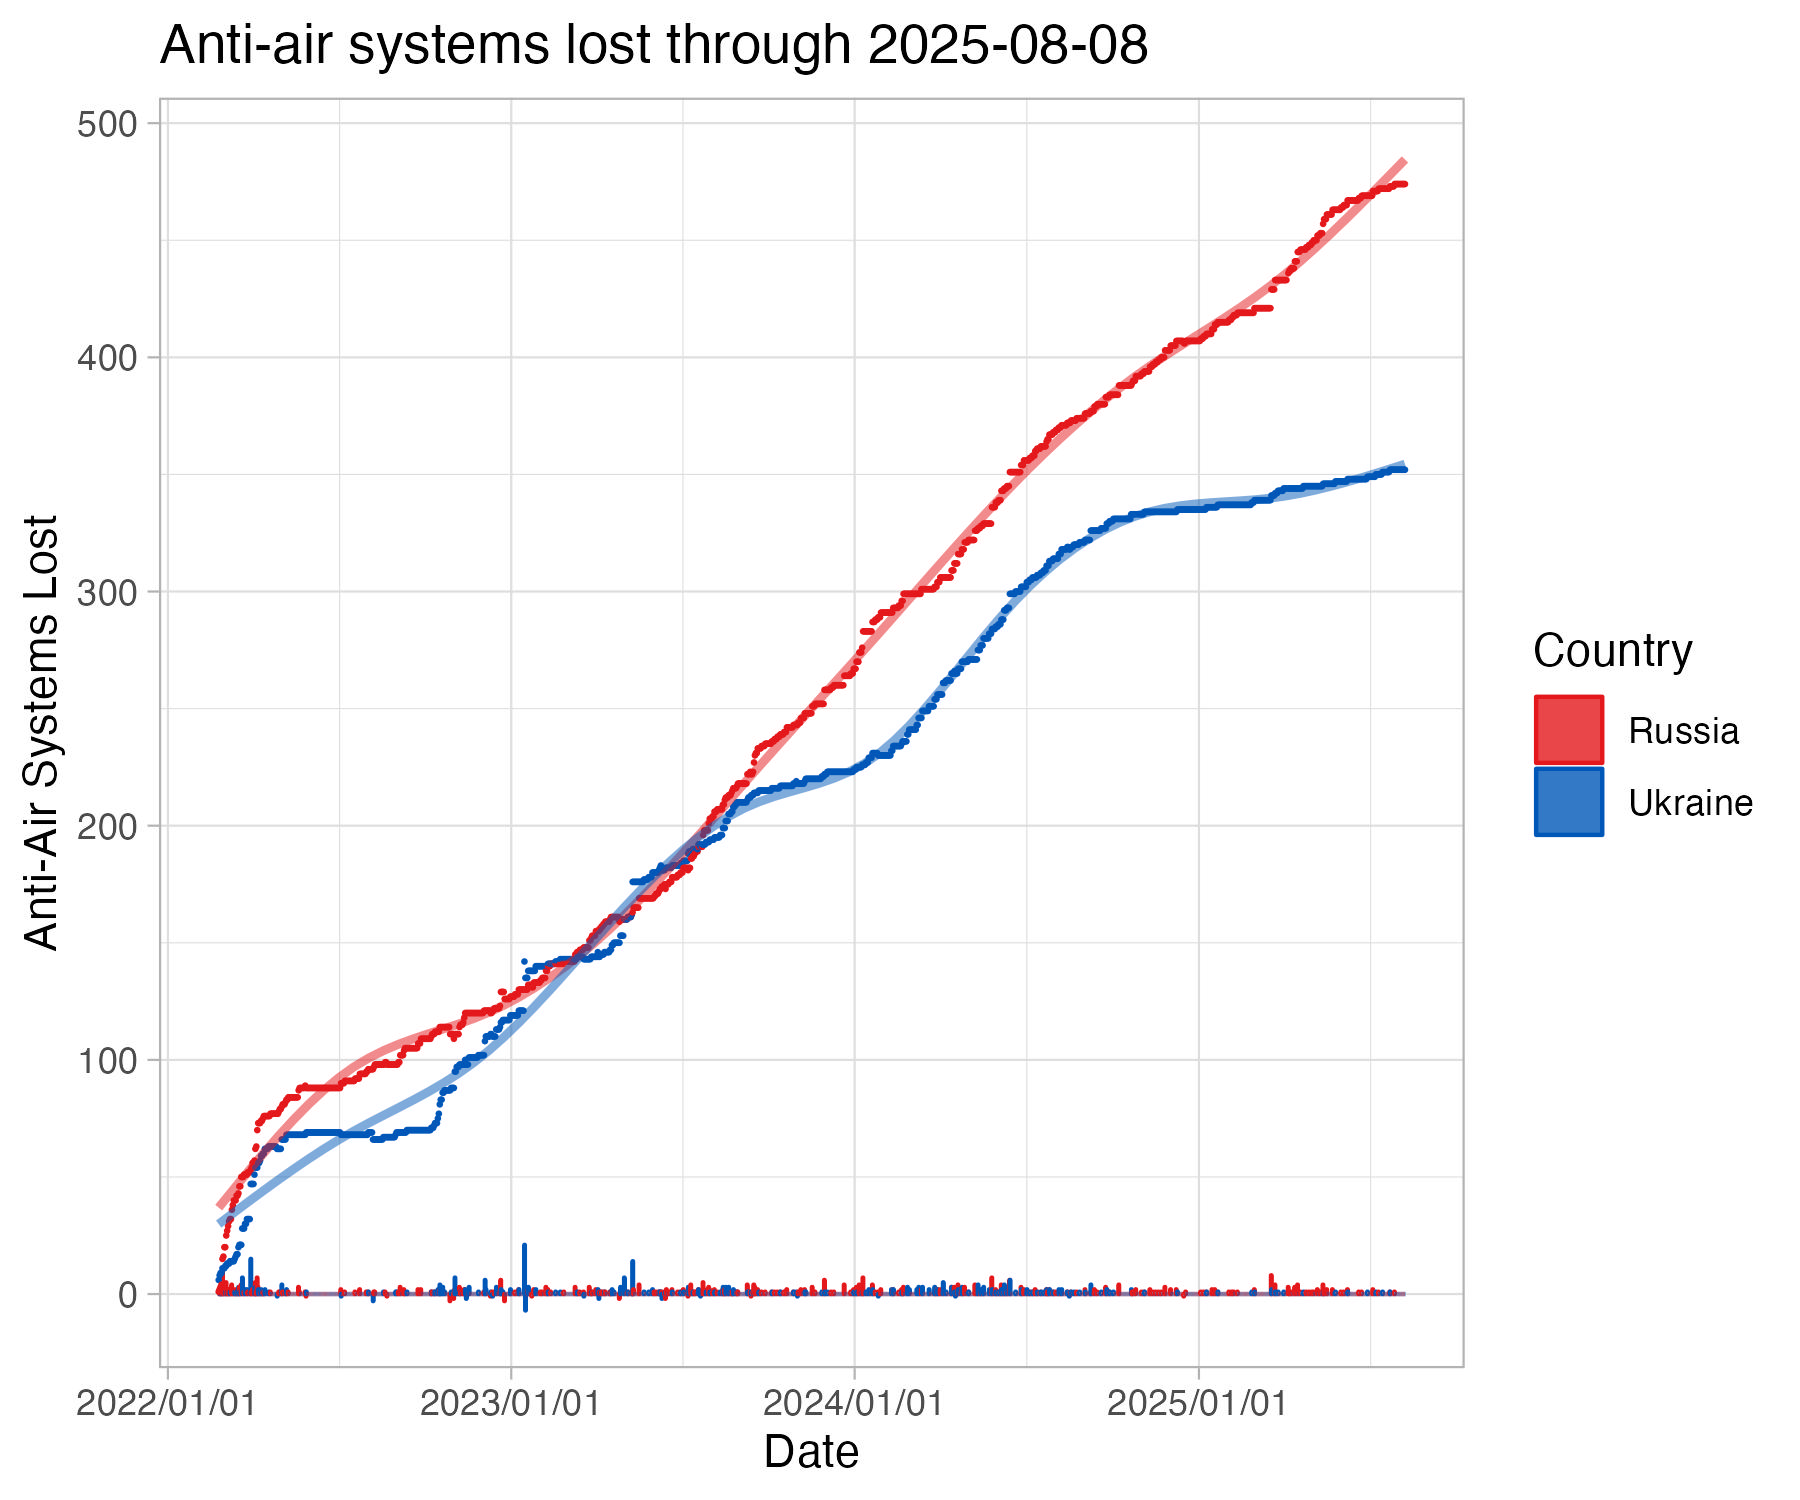 Anti-air systems lost through 2025-08-08
500
400
300
200
100
0
Anti-Air Systems Lost
2022/01/01
2023/01/01
2024/01/01
2025/01/01
Date
Country
Russia
Ukraine